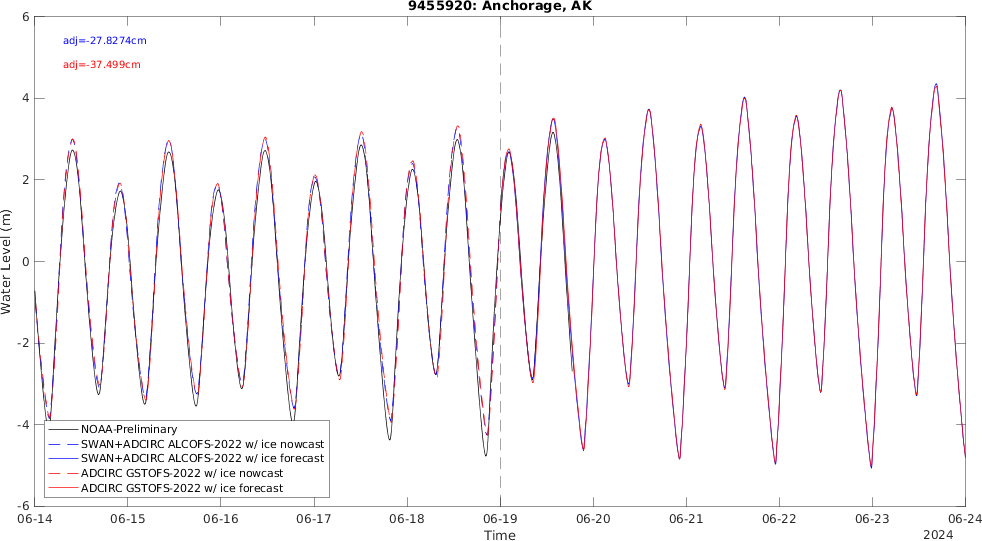 9455920: Anchorage, AK
6
adj=-27.8274cm
adj=-37.499cm
4
2
0
-2
-4
-6
Water Level (m)
NOAA-Preliminary
SWAN+ADCIRC ALCOFS-2022 w/ ice nowcast
SWAN+ADCIRC ALCOFS-2022 w/ ice forecast
ADCIRC GSTOFS-2022 w/ ice nowcast
ADCIRC GSTOFS-2022 w/ ice forecast
06-14 06-15 06-16 06-17 06-18 06-19 06-20 06-21 06-22 06-23 06-24
Time
2024